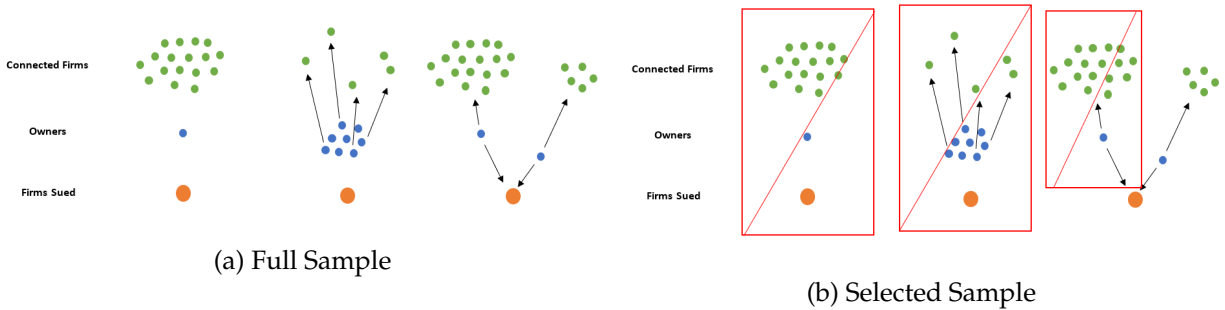 Connected Firms
Owners
Firms Sued
(a) Full Sample
Connected Firms
Owners
Firms Sued
(b) Selected Sample